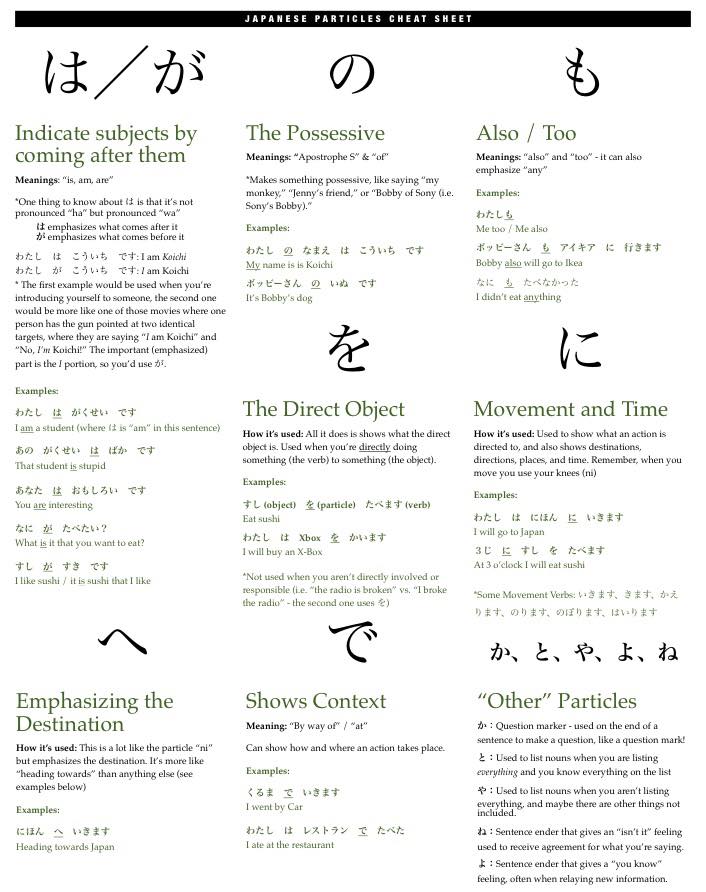 JAPANESE PARTICLES CHEAT SHEET
は／が
Indicate subjects by
coming after them
Meanings: “is, am, are”
*One thing to know about は is that it’s not
pronounced “ha” but pronounced “wa”
は emphasizes what comes after it
が emphasizes what comes before it
わたし は こういち です: I am Koichi
わたし が こういち です: I am Koichi
* The first example would be used when you’re
introducing yourself to someone, the second one
would be more like one of those movies where one
person has the gun pointed at two identical
targets, where they are saying “I am Koichi” and
“No, I’m Koichi!” The important (emphasized)
part is the I portion, so you’d use が.
Examples:
わたし は がくせい です
I am a student (where は is “am” in this sentence)
あの がくせい は ばか です
That student is stupid
あなた は おもしろい です
You are interesting
なに が たべたい？
What is it that you want to eat?
すし が すき です
I like sushi / it is sushi that I like
の
The Possessive
Meanings: “Apostrophe S” & “of”
*Makes something possessive, like saying “my
monkey,” “Jenny’s friend,” or “Bobby of Sony (i.e.
Sony’s Bobby).”
Examples:
わたし の なまえ は こういち です
My name is is Koichi
ボッビーさん の いぬ です
It’s Bobby’s dog
も
Also / Too
Meanings: “also” and “too” - it can also
emphasize “any”
Examples:
わたしも
Me too / Me also
ボッビーさん も アイキア に 行きます
Bobby also will go to Ikea
なに も たべなかった
I didn’t eat anything
を
The Direct Object
How it’s used: All it does is shows what the direct
object is. Used when you’re directly doing
something (the verb) to something (the object).
Examples:
すし (object) を (particle) たべます (verb)
Eat sushi
わたし は Xbox を かいます
I will buy an X-Box
*Not used when you aren’t directly involved or
responsible (i.e. “the radio is broken” vs. “I broke
the radio” - the second one uses を)
に
Movement and Time
How it’s used: Used to show what an action is
directed to, and also shows destinations,
directions, places, and time. Remember, when you
move you use your knees (ni)
Examples:
わたし は にほん に いきます
I will go to Japan
３じ に すし を たべます
At 3 o’clock I will eat sushi
*Some Movement Verbs: いきます、きます、かえ
ります、のります、のぼります、はいります
へ
Emphasizing the
Destination
How it’s used: This is a lot like the particle “ni”
but emphasizes the destination. It’s more like
“heading towards” than anything else (see
examples below)
Examples:
にほん へ いきます
Heading towards Japan
で
Shows Context
Meaning: “By way of” / “at”
Can show how and where an action takes place.
Examples:
くるま で いきます
I went by Car
わたし は レストラン で たべた
I ate at the restaurant
か、と、や、よ、ね
“Other” Particles
か：Question marker - used on the end of a
sentence to make a question, like a question mark!
と：Used to list nouns when you are listing
everything and you know everything on the list
や：Used to list nouns when you aren’t listing
everything, and maybe there are other things not
included.
ね：Sentence ender that gives an “isn’t it” feeling
used to receive agreement for what you’re saying.
よ：Sentence ender that gives a “you know”
feeling, often when relaying new information.